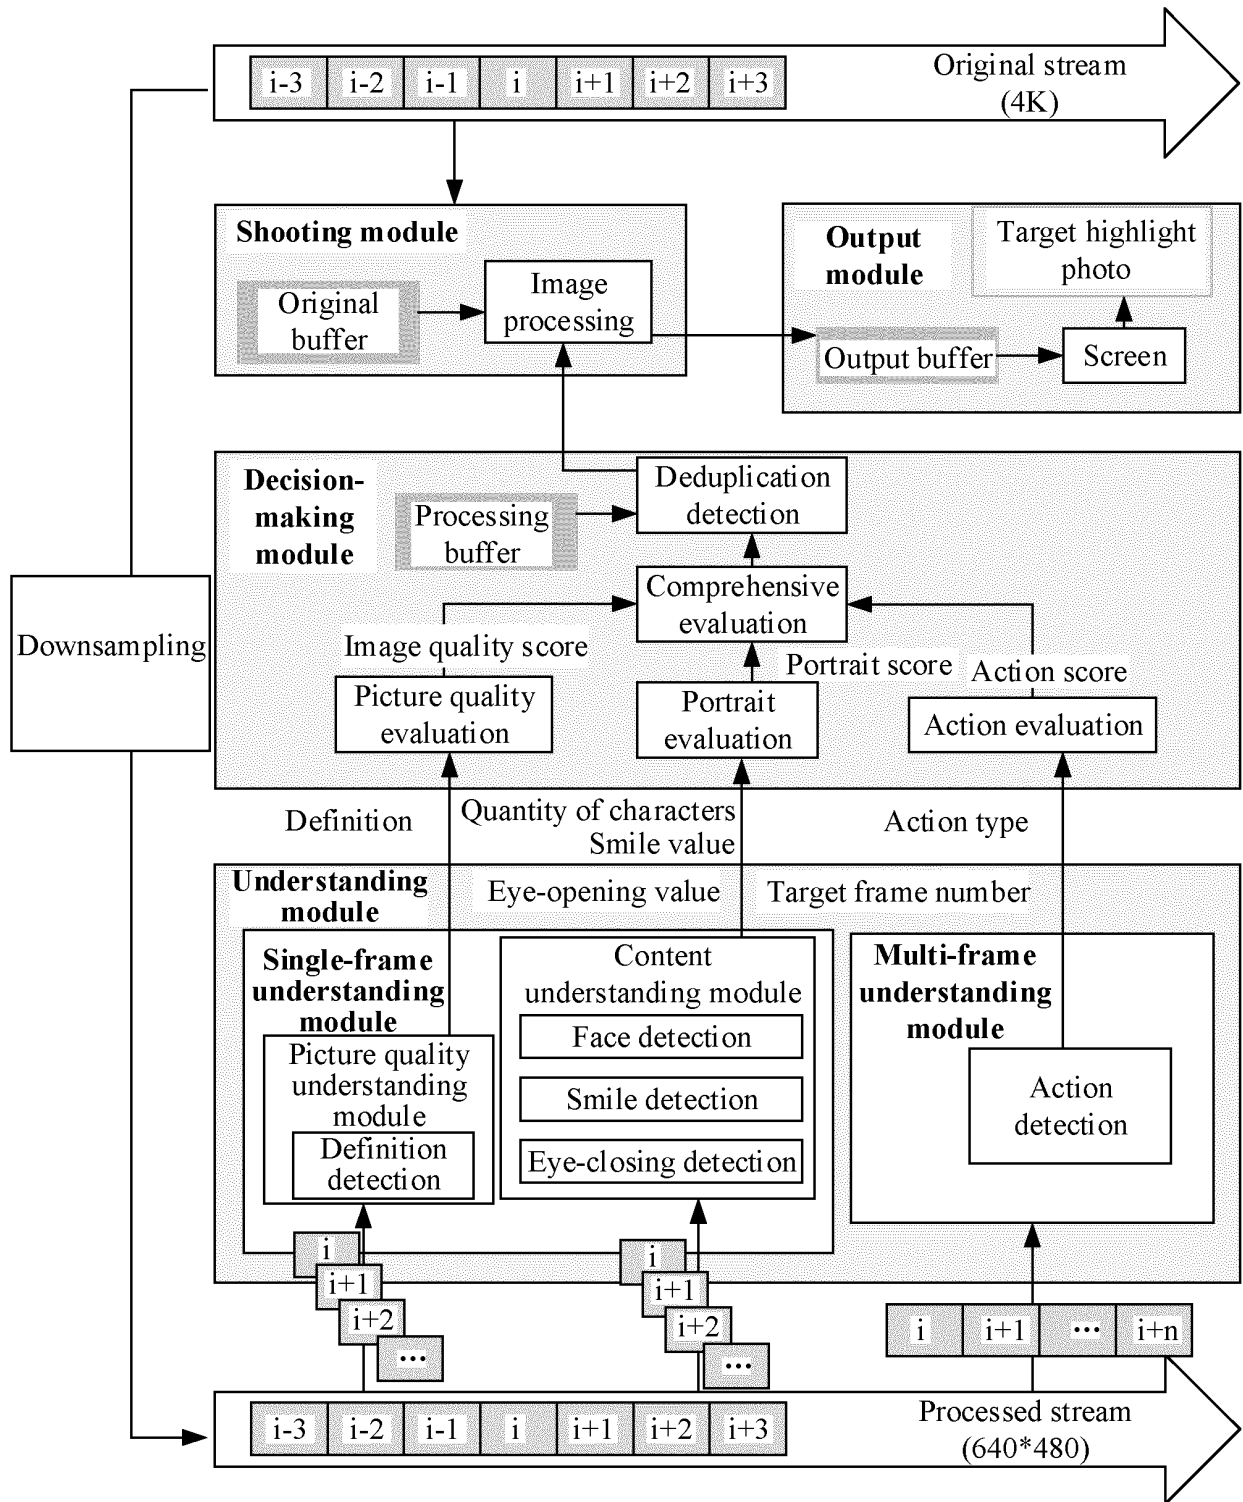 i-3 i-2 i-1 i i+1 i+2 i+3
Original stream
(4K)
Shooting module
Original
buffer
Image
processing
Output
module
Target highlight
photo
Output buffer
Screen
Decision-
making
module
Processing
buffer
Deduplication
detection
Comprehensive
evaluation
Image quality score
Portrait score
Action score
Picture quality
evaluation
Portrait
evaluation
Action evaluation
Downsampling
Definition
Quantity of characters
Smile value
Action type
Understanding
module
Eye-opening value
Target frame number
Single-frame
understanding
module
Picture quality
understanding
module
Definition
detection
Content
understanding module
Face detection
Smile detection
Eye-closing detection
Multi-frame
understanding
module
Action
detection
i
i+1
i+2
...
i
i+1
i+2
...
i i+1 ... i+n
i-3 i-2 i-1 i i+1 i+2 i+3
Processed stream
(640*480)